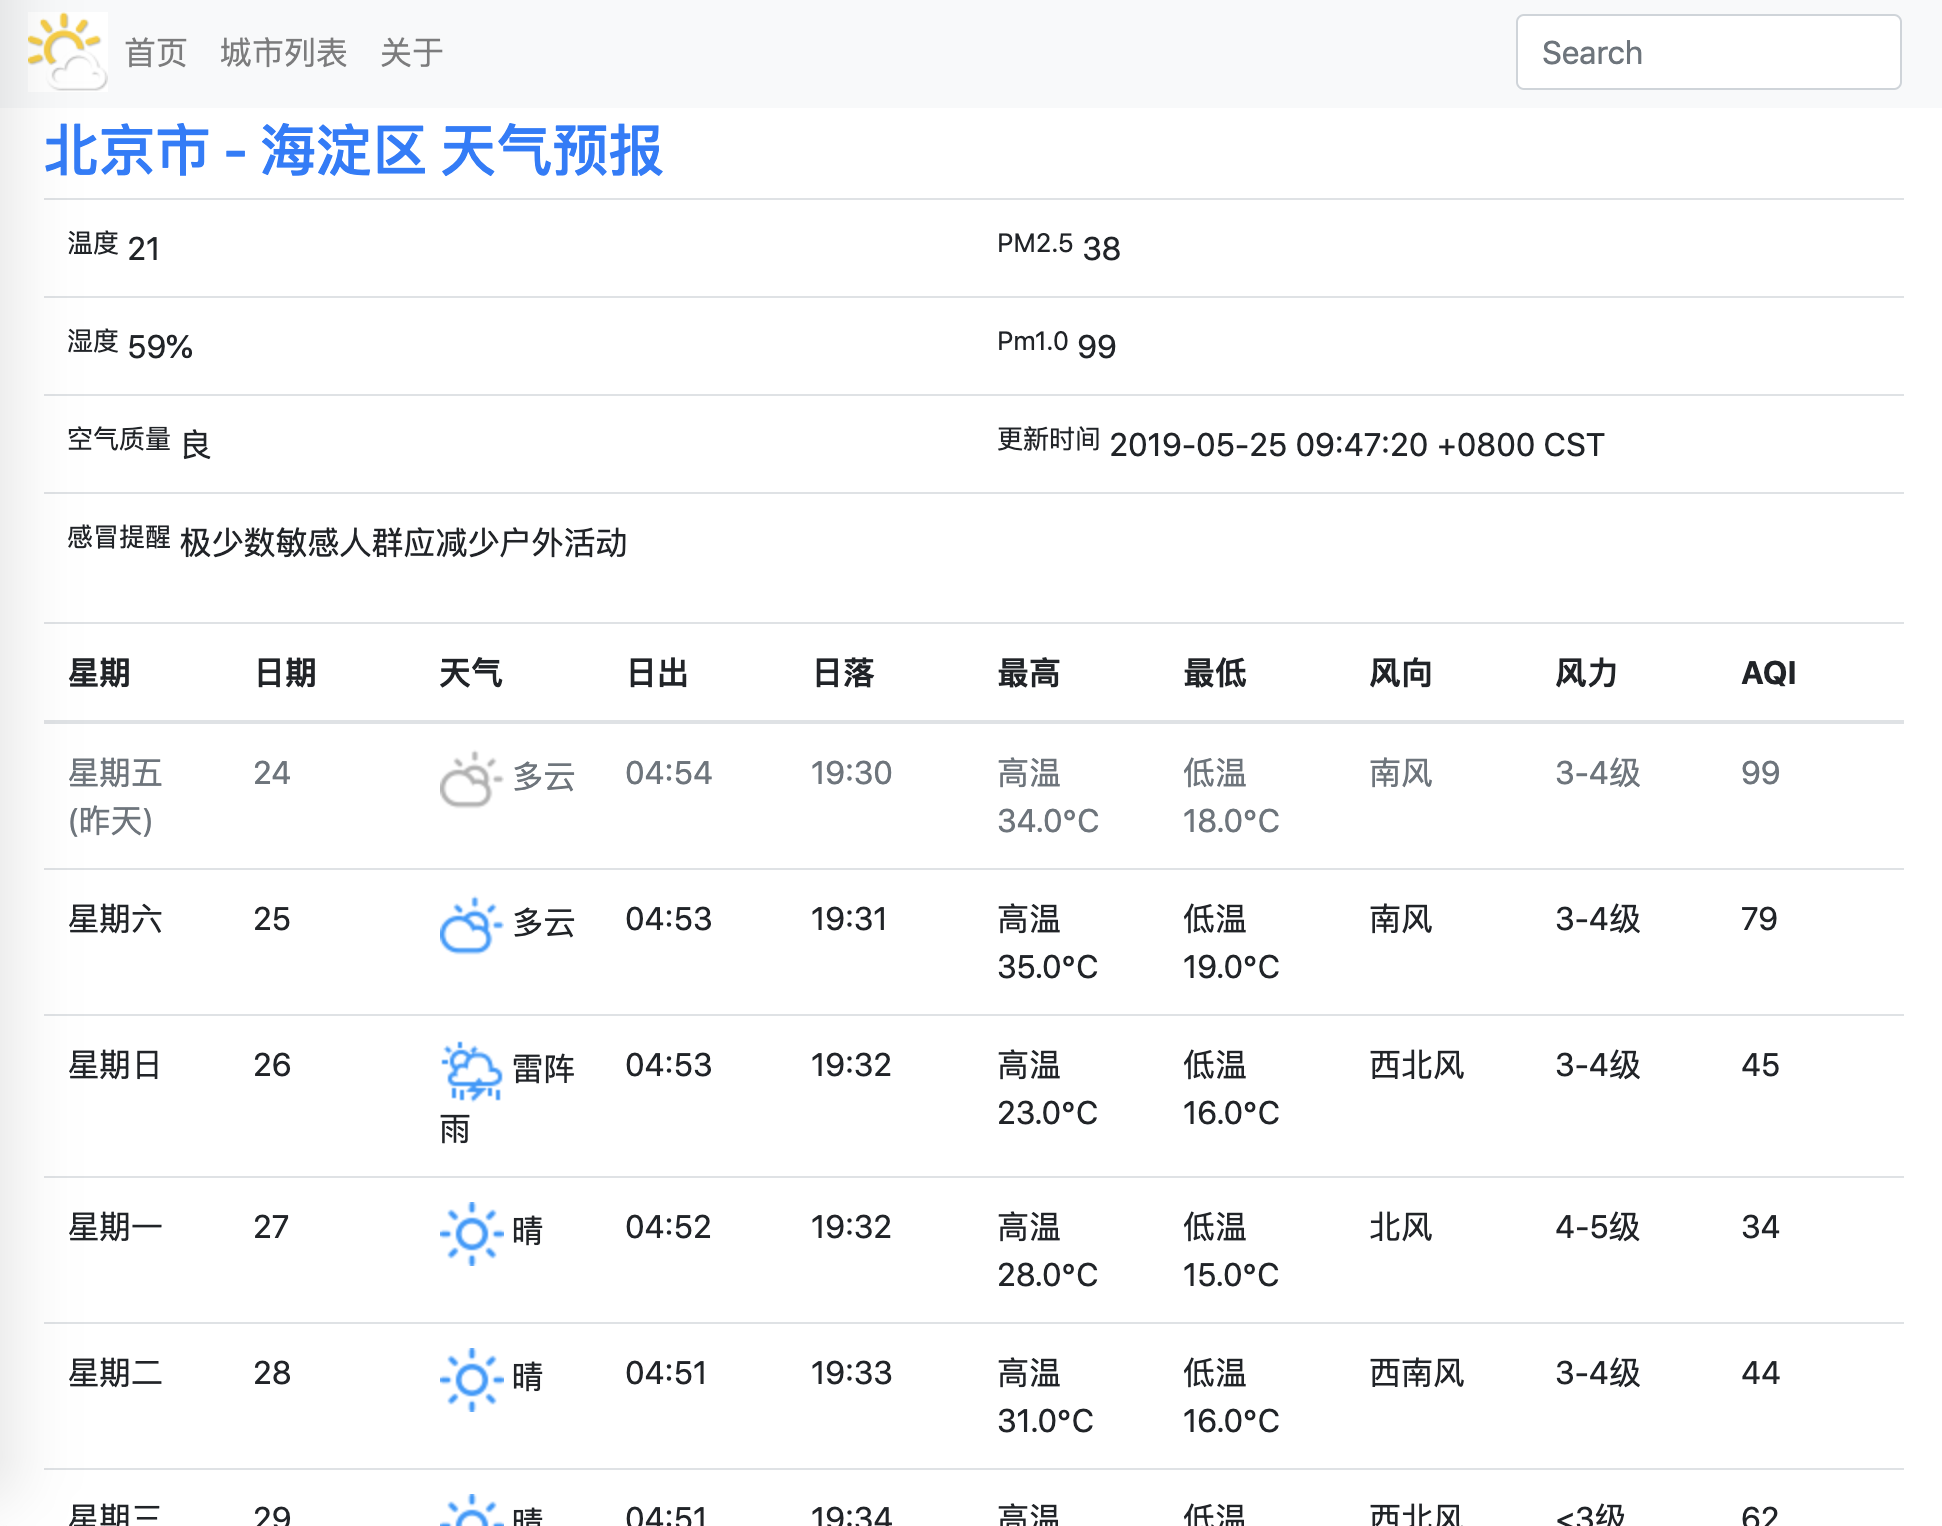 首页 城市列表 关于 Search
北京市 - 海淀区 天气预报
温度 21 PM2.5 38
湿度 59% Pm1.0 99
空气质量 良 更新时间 2019-05-25 09:47:20 +0800 CST
感冒提醒 极少数敏感人群应减少户外活动
星期 日期 天气 日出 日落 最高 最低 风向 风力 AQI
星期五 24 多云 04:54 19:30 高温 低温 南风 3-4级 99
(昨天) 34.0°C 18.0°C
星期六 25 多云 04:53 19:31 高温 低温 南风 3-4级 79
35.0°C 19.0°C
星期日 26 雷阵 04:53 19:32 高温 低温 西北风 3-4级 45
雨 23.0°C 16.0°C
星期一 27 晴 04:52 19:32 高温 低温 北风 4-5级 34
28.0°C 15.0°C
星期二 28 晴 04:51 19:33 高温 低温 西南风 3-4级 44
31.0°C 16.0°C
星期三 29 晴 04:51 19:34 高温 低温 西北风 <3级 62